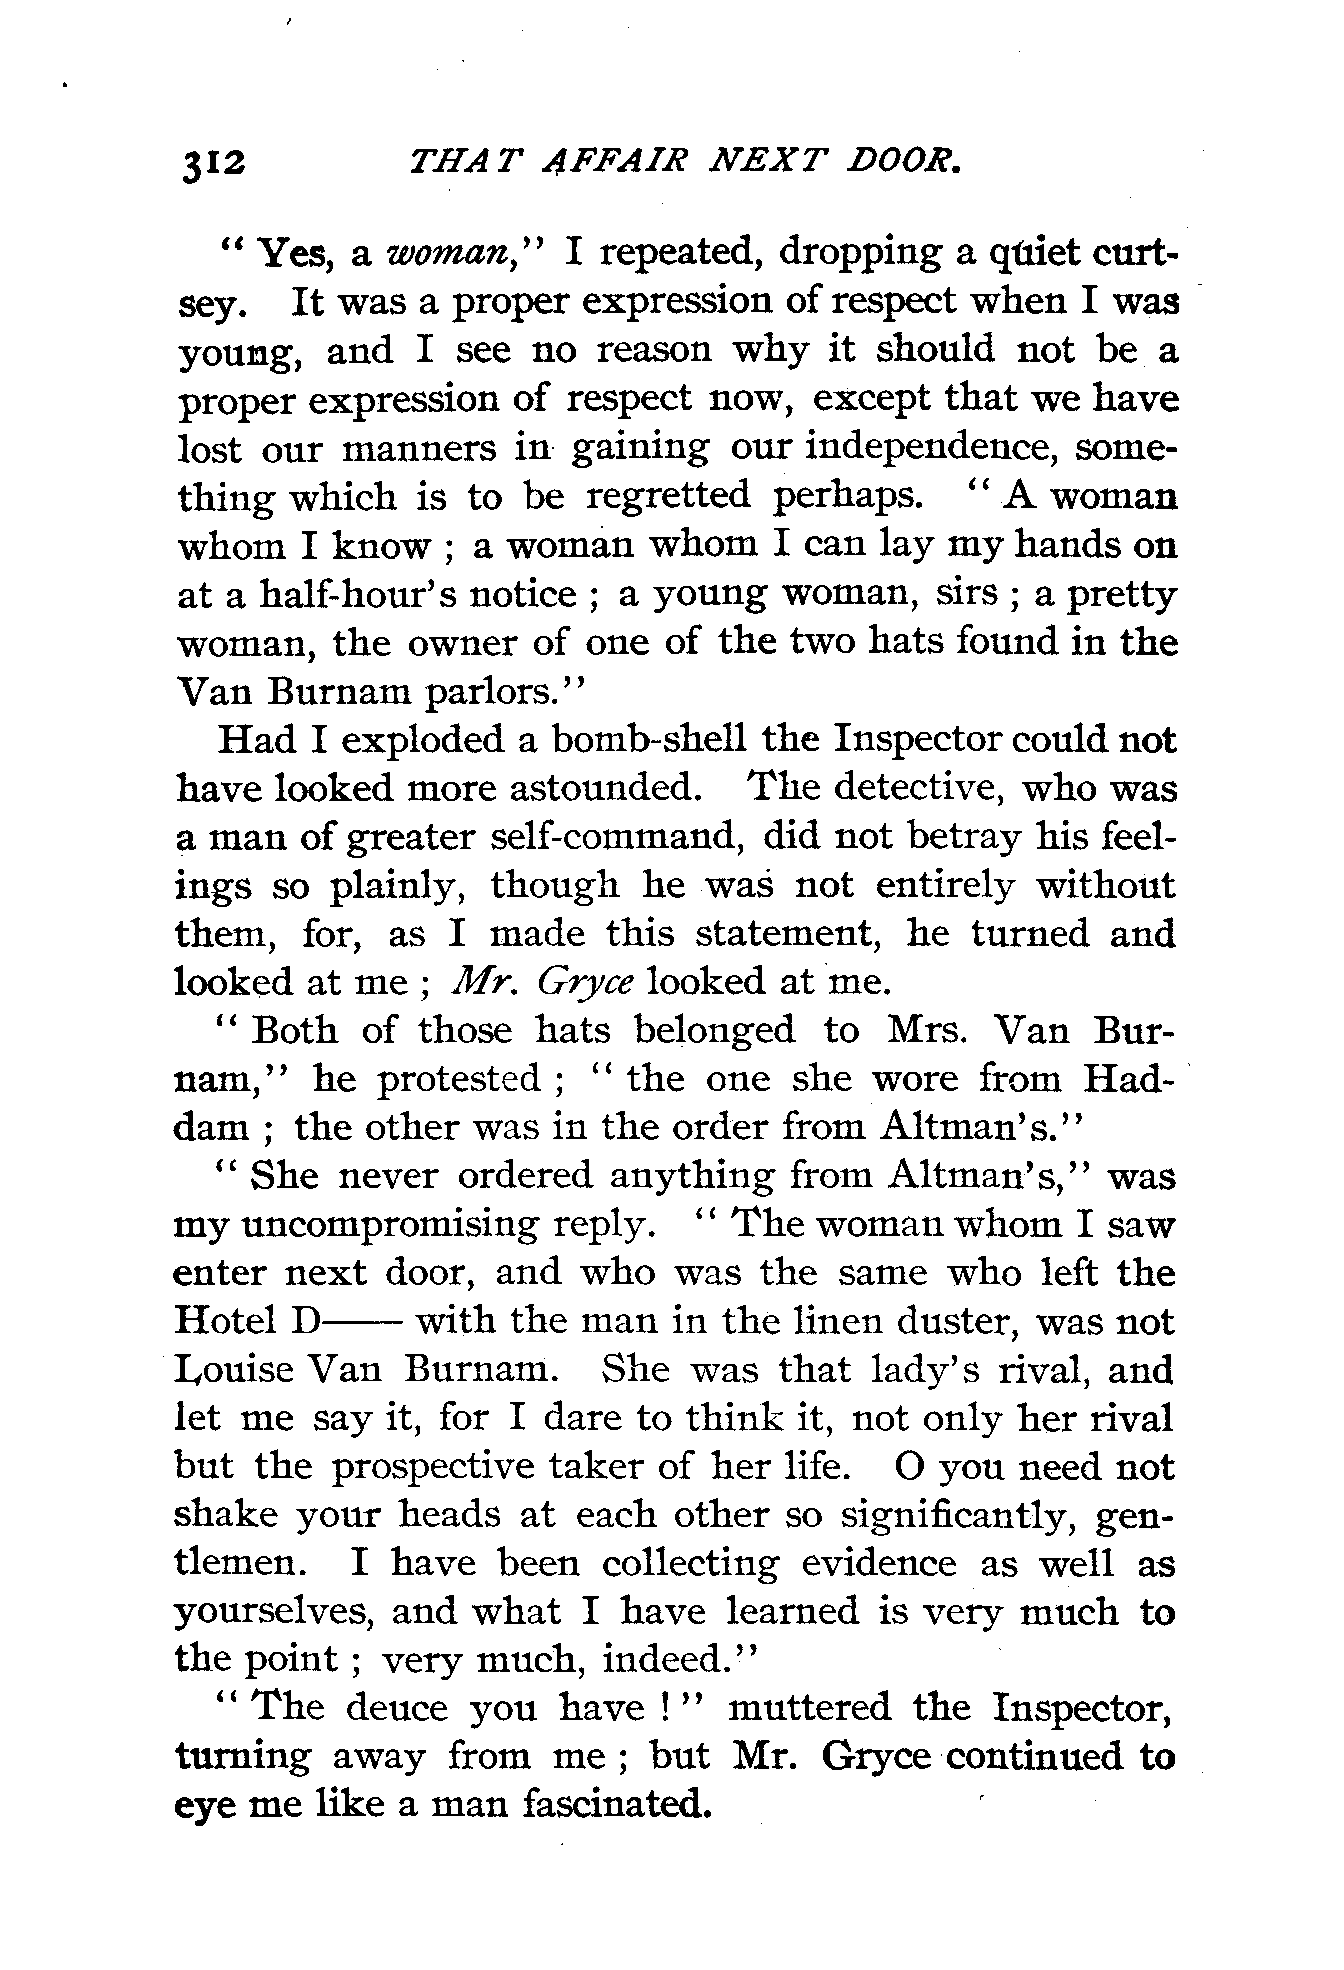 312 THAT AFFAIR NEXT DOOR.
“ Yes, a woman,” I repeated, dropping a quiet curt-
sey. It was a proper expression of respect when I was
young, and I see no reason why it should not be a
proper expression of respect now, except that we have
lost our manners in gaining our independence, some-
thing which is to be regretted perhaps. “ A woman
whom I know ; a woman whom I can lay my hands on
at a half-hour’s notice ; a young woman, sirs ; a pretty
woman, the owner of one of the two hats found in the
Van Burnam parlors.”
Had I exploded a bomb-shell the Inspector could not
have looked more astounded. The detective, who was
a man of greater self-command, did not betray his feel-
ings so plainly, though he was not entirely without
them, for, as I made this statement, he turned and
looked at me ; Mr. Gryce looked at me.
“ Both of those hats belonged to Mrs. Van Bur-
nam,” he protested ; “ the one she wore from Had-
dam ; the other was in the order from Altman’s.”
“ She never ordered anything from Altman’s,” was
my uncompromising reply. “ The woman whom I saw
enter next door, and who was the same who left the
Hotel D—— with the man in the linen duster, was not
Louise Van Burnam. She was that lady’s rival, and
let me say it, for I dare to think it, not only her rival
but the prospective taker of her life. O you need not
shake your heads at each other so significantly, gen-
tlemen. I have been collecting evidence as well as
yourselves, and what I have learned is very much to
the point ; very much, indeed.”
“ The deuce you have ! ” muttered the Inspector,
turning away from me ; but Mr. Gryce continued to
eye me like a man fascinated.